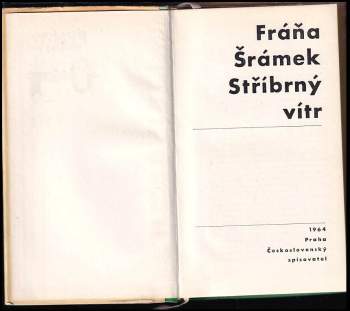 Fráňa
Šrámek
Stříbrný
vítr
1964
Praha
Československý
spisovatel